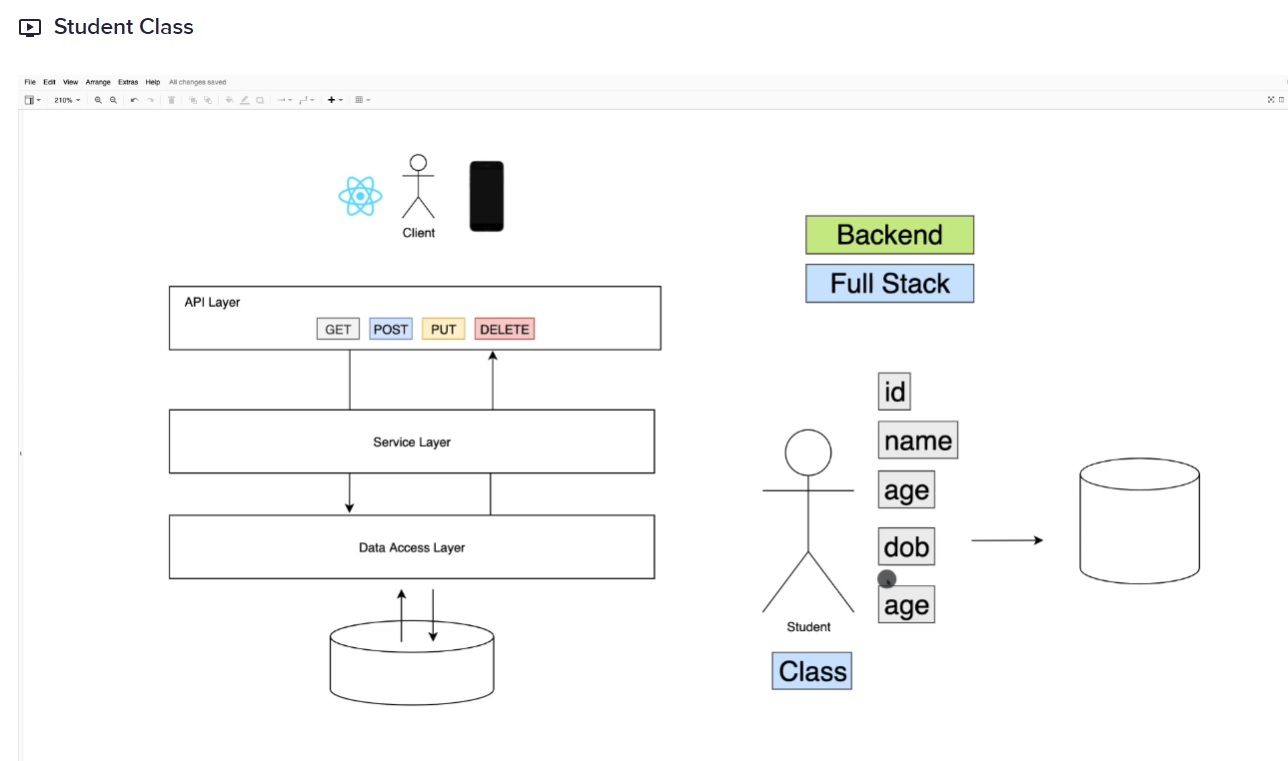 Student Class
File Edit View Arrange Extras Help All changes saved
210%
Client
Backend
Full Stack
API Layer
GET POST PUT DELETE
Service Layer
Data Access Layer
id
name
age
dob
age
Student
Class